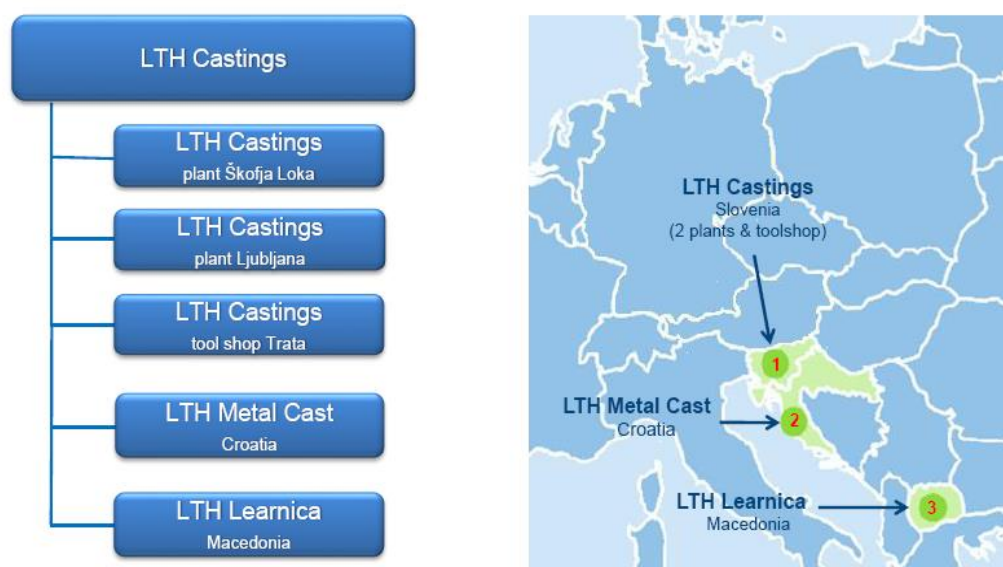 LTH Castings
LTH Castings
plant Škofja Loka
LTH Castings
plant Ljubljana
LTH Castings
tool shop Trata
LTH Metal Cast
Croatia
LTH Learnica
Macedonia
LTH Castings
Slovenia
(2 plants & toolshop)
1
LTH Metal Cast
Croatia
2
LTH Learnica
Macedonia
3